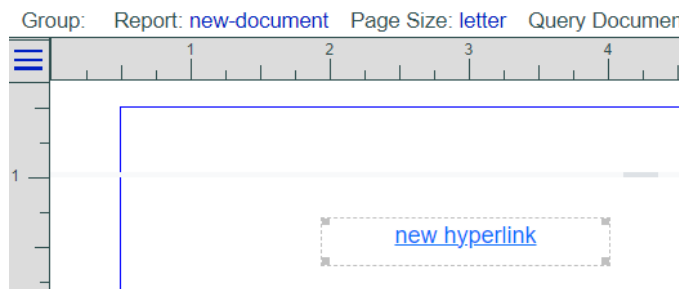 Group: Report: new-document Page Size: letter Query Documen
1 2 3 4
1
new hyperlink